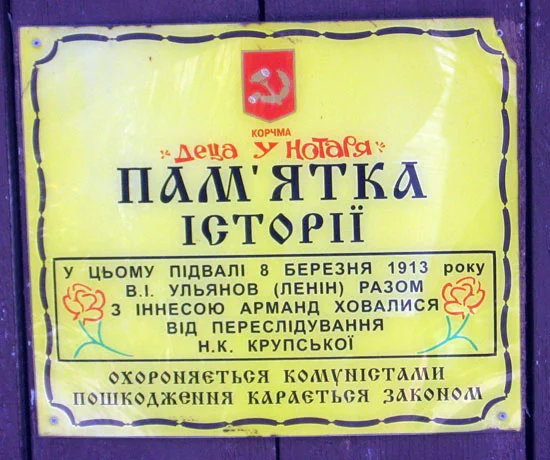 КОРЧМА
Деца У Нотаря
ПАМ'ЯТКА
ІСТОРІЇ
У ЦЬОМУ ПІДВАЛІ 8 БЕРЕЗНЯ 1913 року
В.І. УЛЬЯНОВ (ЛЕНІН) РАЗОМ
З ІННЕСОЮ АРМАНД ХОВАЛИСЯ
ВІД ПЕРЕСЛІДУВАННЯ
Н.К. КРУПСЬКОЇ
ОХОРОНЯЄТЬСЯ КОМУНІСТАМИ
ПОШКОДЖЕННЯ КАРАЄТЬСЯ ЗАКОНОМ